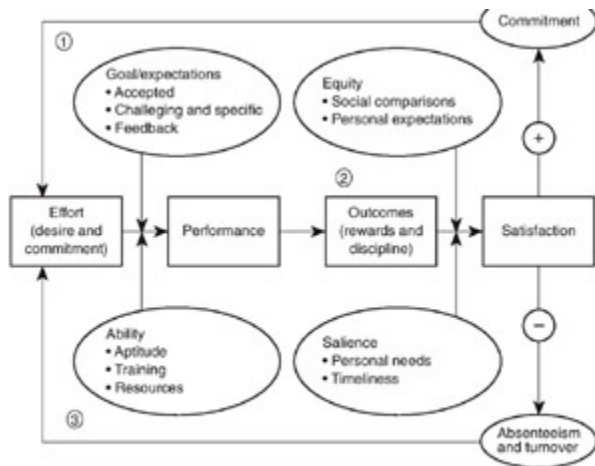 Commitment
①
Goal/expectations
• Accepted
• Challeging and specific
• Feedback
Equity
• Social comparisons
• Personal expectations
+
②
Effort
(desire and
commitment)
Performance
Outcomes
(rewards and
discipline)
Satisfaction
−
Ability
• Aptitude
• Training
• Resources
Salience
• Personal needs
• Timeliness
③
Absenteeism
and turnover